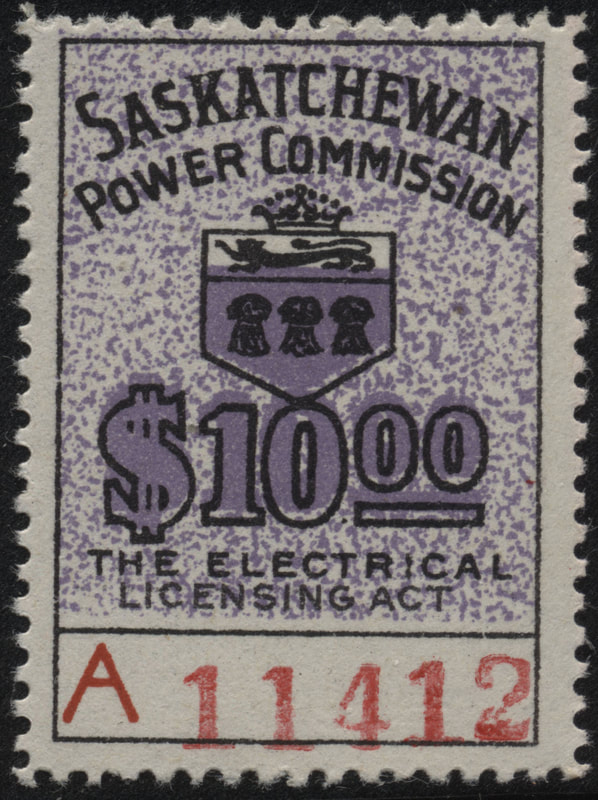 SASKATCHEWAN
POWER COMMISSION
$10.00
THE ELECTRICAL
LICENSING ACT
A 11412